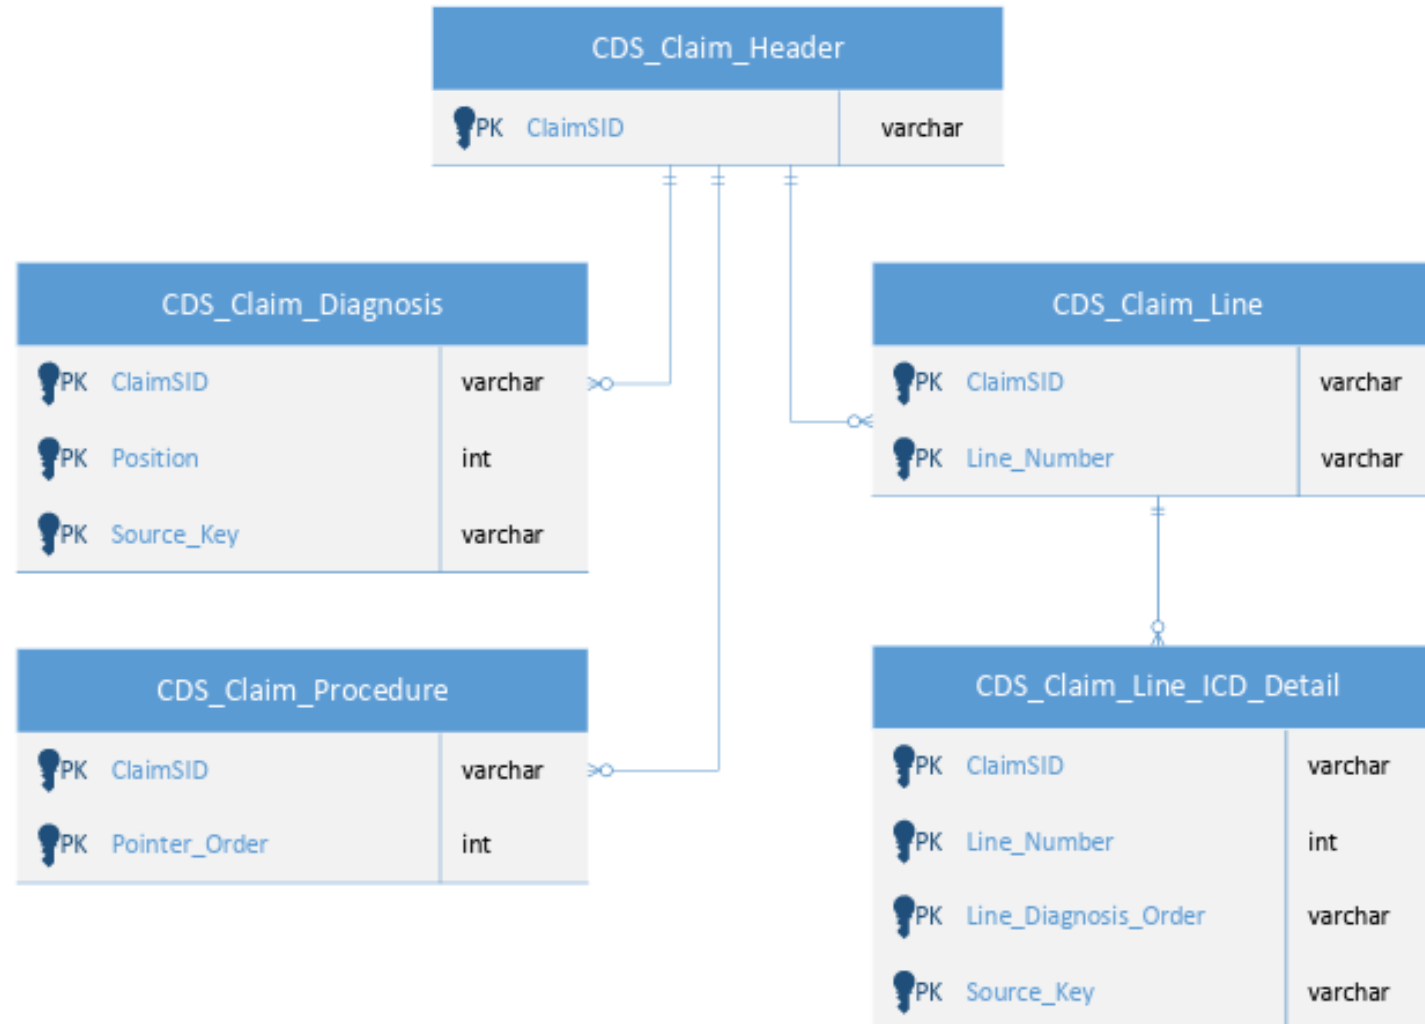 CDS_Claim_Header
PK ClaimSID varchar
CDS_Claim_Diagnosis
PK ClaimSID varchar
PK Position int
PK Source_Key varchar
CDS_Claim_Line
PK ClaimSID varchar
PK Line_Number varchar
CDS_Claim_Procedure
PK ClaimSID varchar
PK Pointer_Order int
CDS_Claim_Line_ICD_Detail
PK ClaimSID varchar
PK Line_Number int
PK Line_Diagnosis_Order varchar
PK Source_Key varchar